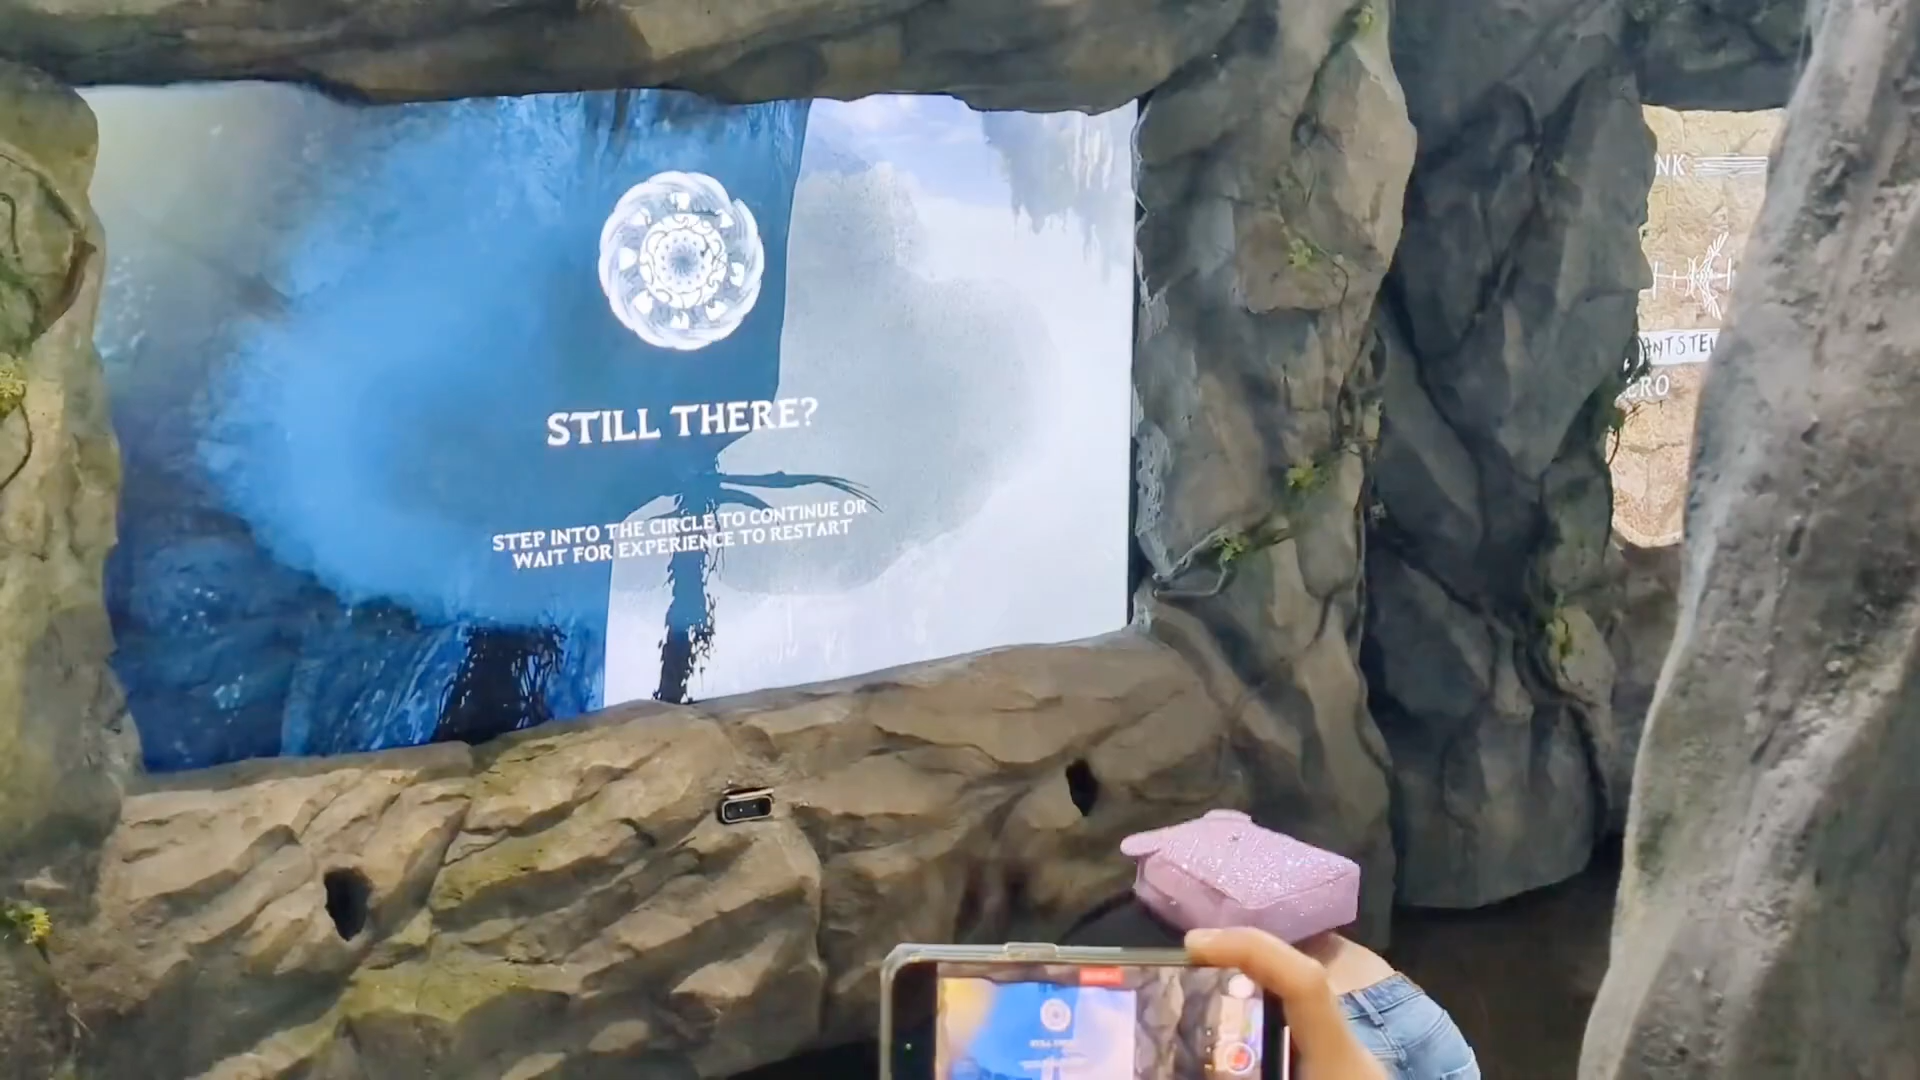 STILL THERE?
STEP INTO THE CIRCLE TO CONTINUE OR
WAIT FOR EXPERIENCE TO RESTART